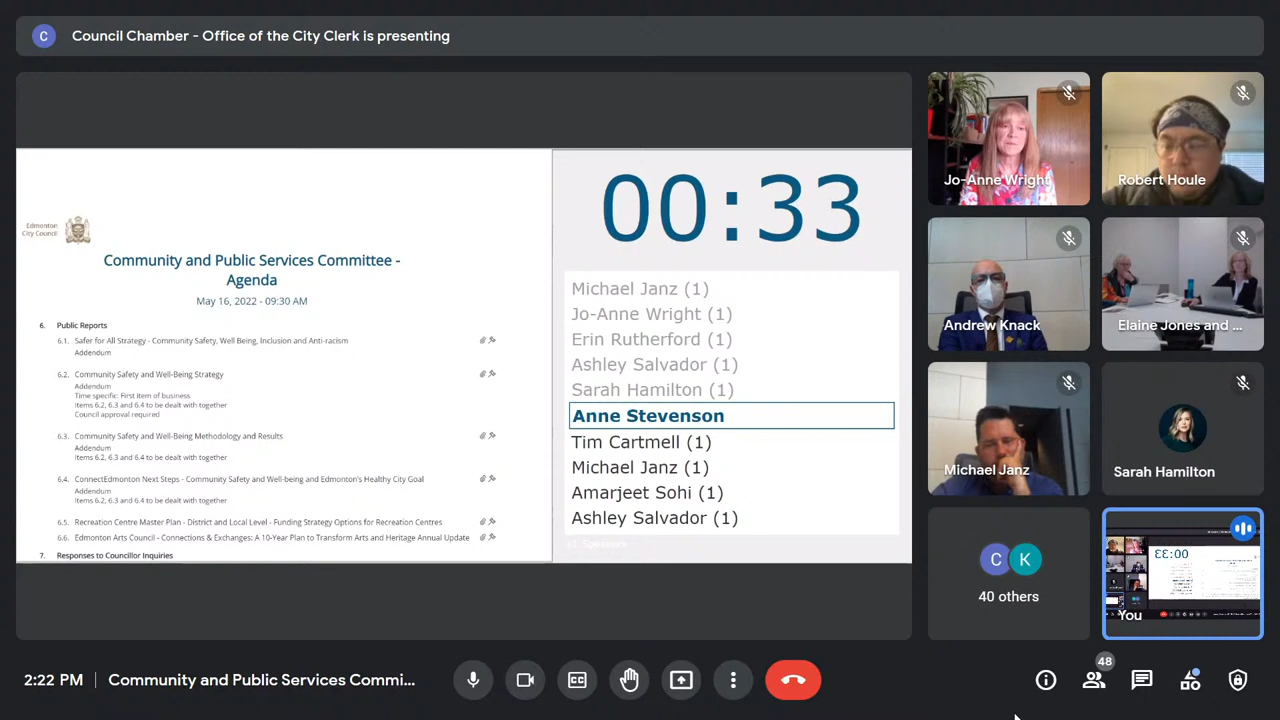 C
Council Chamber - Office of the City Clerk is presenting
Edmonton
City Council
Community and Public Services Committee -
Agenda
May 16, 2022 - 09:30 AM
6. Public Reports
6.1. Safer for All Strategy - Community Safety, Well Being, Inclusion and Anti-racism
Addendum
6.2. Community Safety and Well-Being Strategy
Addendum
Time specific: First item of business
Items 6.2, 6.3 and 6.4 to be dealt with together
Council approval required
6.3. Community Safety and Well-Being Methodology and Results
Addendum
Items 6.2, 6.3 and 6.4 to be dealt with together
6.4. ConnectEdmonton Next Steps - Community Safety and Well-being and Edmonton's Healthy City Goal
Addendum
Items 6.2, 6.3 and 6.4 to be dealt with together
6.5. Recreation Centre Master Plan - District and Local Level - Funding Strategy Options for Recreation Centres
6.6. Edmonton Arts Council - Connections & Exchanges: A 10-Year Plan to Transform Arts and Heritage Annual Update
7. Responses to Councillor Inquiries
00:33
Michael Janz (1)
Jo-Anne Wright (1)
Erin Rutherford (1)
Ashley Salvador (1)
Sarah Hamilton (1)
Anne Stevenson
Tim Cartmell (1)
Michael Janz (1)
Amarjeet Sohi (1)
Ashley Salvador (1)
Jo-Anne Wright
Robert Houle
Andrew Knack
Elaine Jones and ...
Michael Janz
Sarah Hamilton
C K
40 others
00:33
You
2:22 PM | Community and Public Services Commi...
48